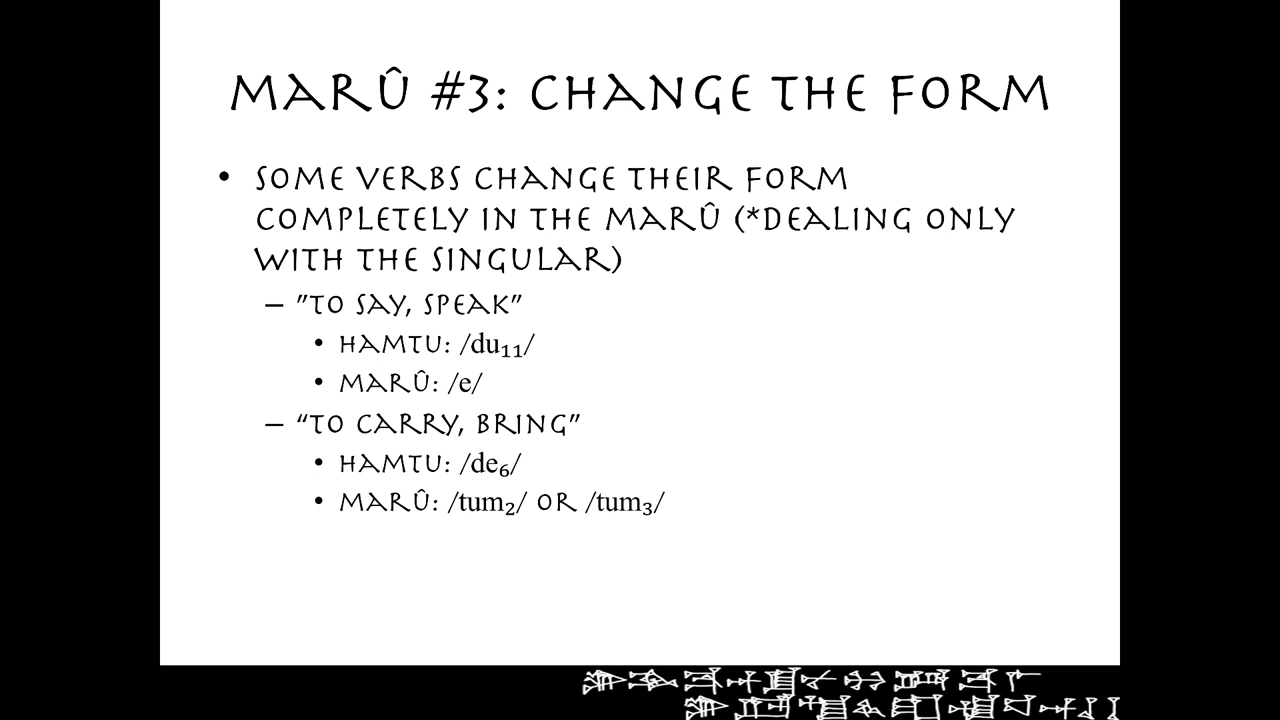 MARÛ #3: CHANGE THE FORM
• SOME VERBS CHANGE THEIR FORM
COMPLETELY IN THE MARÛ (*DEALING ONLY
WITH THE SINGULAR)
– ”TO SAY, SPEAK”
• HAMTU: /du₁₁/
• MARÛ: /e/
– “TO CARRY, BRING”
• HAMTU: /de₆/
• MARÛ: /tum₂/ OR /tum₃/